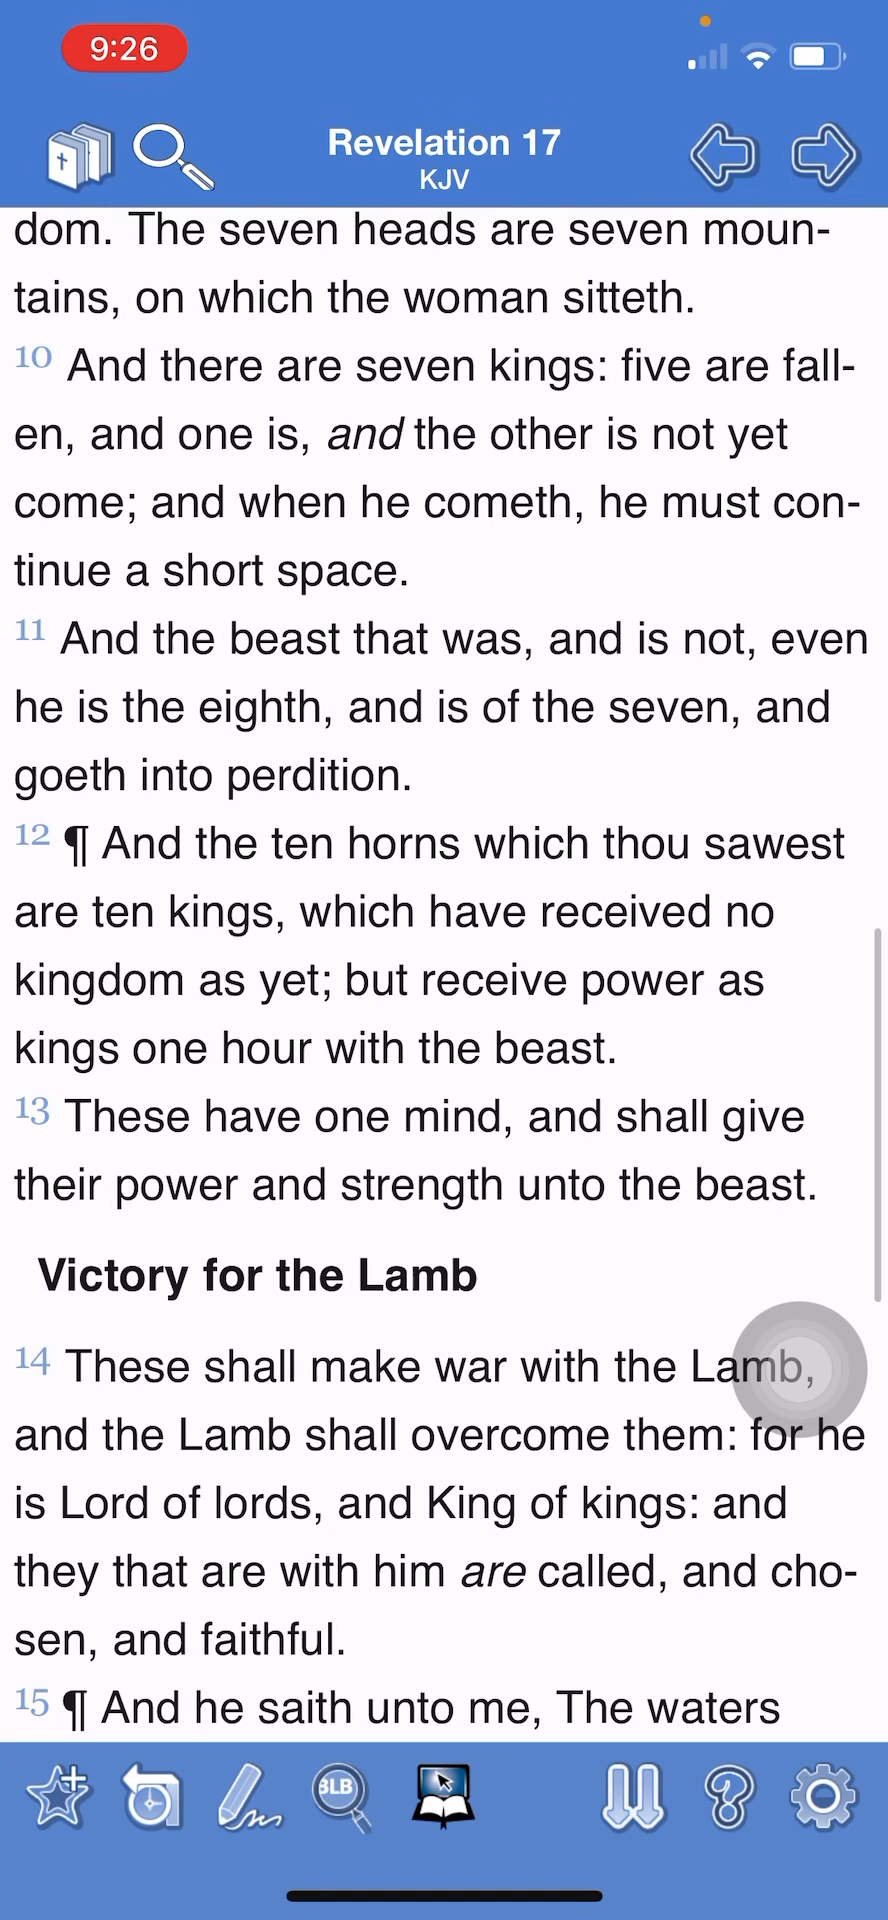 9:26
Revelation 17
KJV
dom. The seven heads are seven moun-
tains, on which the woman sitteth.
10 And there are seven kings: five are fall-
en, and one is, and the other is not yet
come; and when he cometh, he must con-
tinue a short space.
11 And the beast that was, and is not, even
he is the eighth, and is of the seven, and
goeth into perdition.
12 ¶ And the ten horns which thou sawest
are ten kings, which have received no
kingdom as yet; but receive power as
kings one hour with the beast.
13 These have one mind, and shall give
their power and strength unto the beast.
Victory for the Lamb
14 These shall make war with the Lamb,
and the Lamb shall overcome them: for he
is Lord of lords, and King of kings: and
they that are with him are called, and cho-
sen, and faithful.
15 ¶ And he saith unto me, The waters
BLB